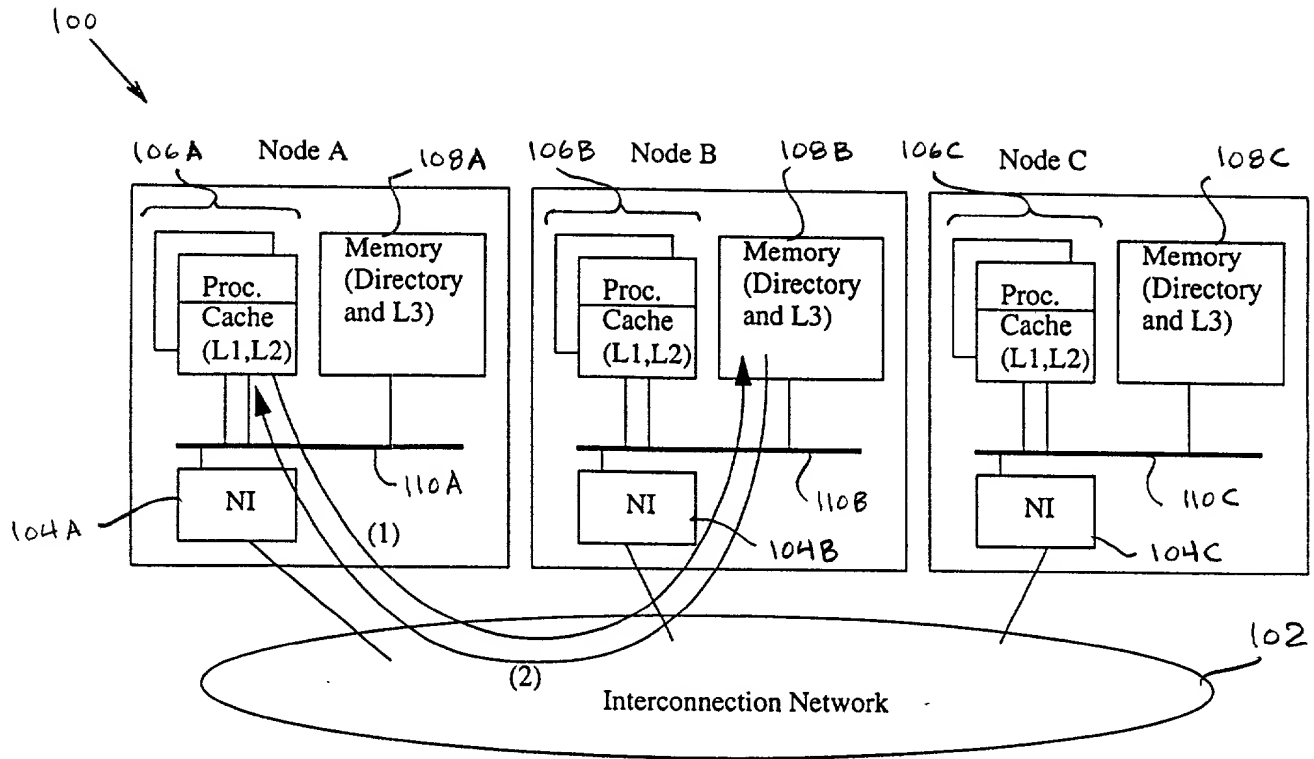 100
Node A
Node B
Node C
106A
108A
106B
108B
106C
108C
Proc.
Cache
(L1,L2)
Memory
(Directory
and L3)
Proc.
Cache
(L1,L2)
Memory
(Directory
and L3)
Proc.
Cache
(L1,L2)
Memory
(Directory
and L3)
110A
110B
110C
104A
NI
NI
104B
NI
104C
(1)
(2)
102
Interconnection Network